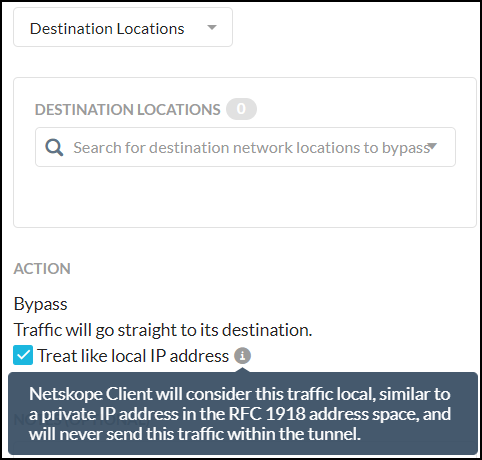 Destination Locations
DESTINATION LOCATIONS 0
Search for destination network locations to bypass
ACTION
Bypass
Traffic will go straight to its destination.
Treat like local IP address
Netskope Client will consider this traffic local, similar to
a private IP address in the RFC 1918 address space, and
will never send this traffic within the tunnel.